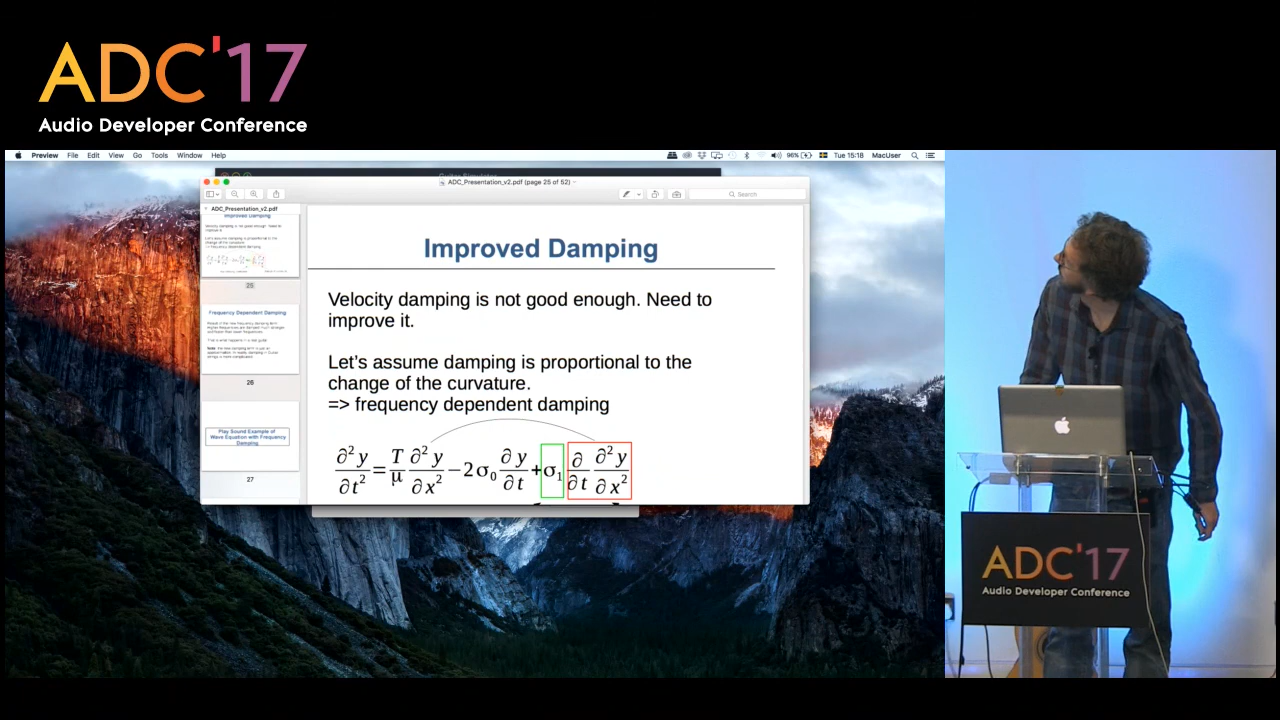 ADC'17
Audio Developer Conference
Preview File Edit View Go Tools Window Help
96% Tue 15:18 MacUser
ADC_Presentation_v2.pdf (page 25 of 52)
Search
ADC_Presentation_v2.pdf
Improved Damping
25
Frequency Dependent Damping
26
Play Sound Example of
Wave Equation with Frequency
Damping
27
Improved Damping
Velocity damping is not good enough. Need to
improve it.
Let's assume damping is proportional to the
change of the curvature.
=> frequency dependent damping
∂²y/∂t² = T/μ ∂²y/∂x² − 2σ₀ ∂y/∂t + σ₁ ∂/∂t ∂²y/∂x²
ADC'17
Audio Developer Conference